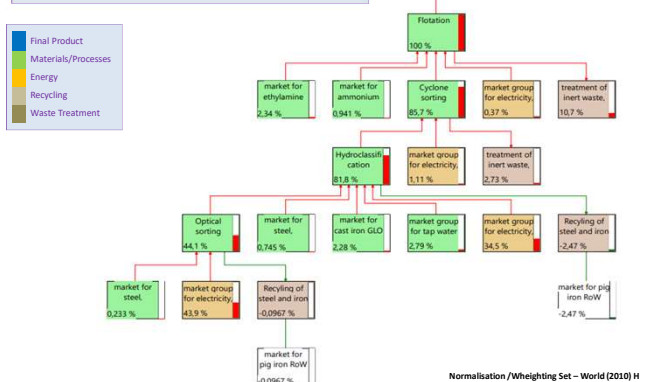 Flotation
100 %
Final Product
Materials/Processes
Energy
Recycling
Waste Treatment
market for
ethylamine
2,34 %
market for
ammonium
0,941 %
Cyclone
sorting
85,7 %
market group
for electricity,
0,37 %
treatment of
inert waste,
10,7 %
Hydroclassifi
cation
81,8 %
market group
for electricity,
1,11 %
treatment of
inert waste,
2,73 %
Optical
sorting
44,1 %
market for
steel,
0,745 %
market for
cast iron GLO
2,28 %
market group
for tap water
2,79 %
market group
for electricity,
34,5 %
Recyling of
steel and iron
-2,47 %
market for
steel,
0,233 %
market group
for electricity,
43,9 %
Recyling of
steel and iron
-0,0967 %
market for pig
iron RoW
-2,47 %
market for
pig iron RoW
-0,0967 %
Normalisation /Wheighting Set – World (2010) H